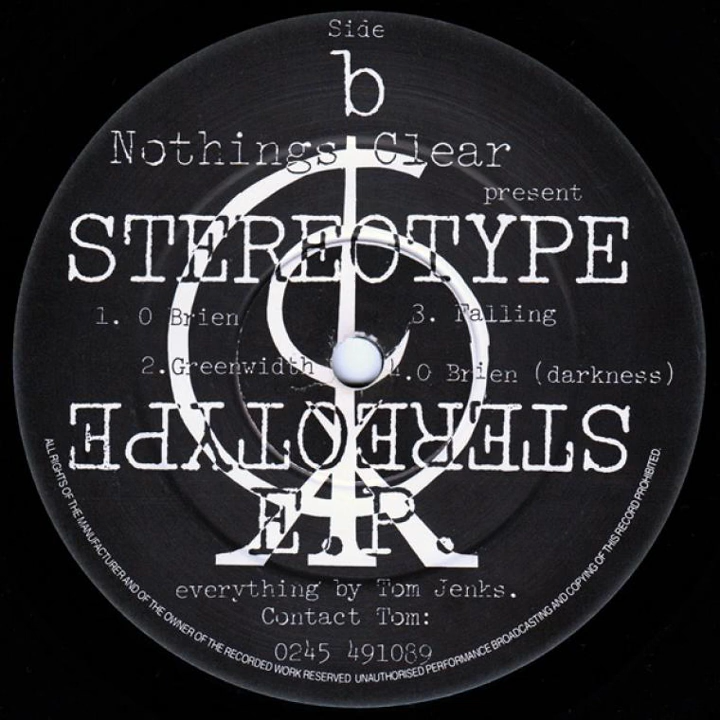 Side
b
Nothings Clear
present
STEREOTYPE
1. O Brien
3. Falling
2.Greenwidth
4.O Brien (darkness)
STEREOTYPE
E.P.
everything by Tom Jenks.
Contact Tom:
0245 491089
ALL RIGHTS OF THE MANUFACTURER AND OF THE OWNER OF THE RECORDED WORK RESERVED UNAUTHORISED PERFORMANCE BROADCASTING AND COPYING OF THIS RECORD PROHIBITED.